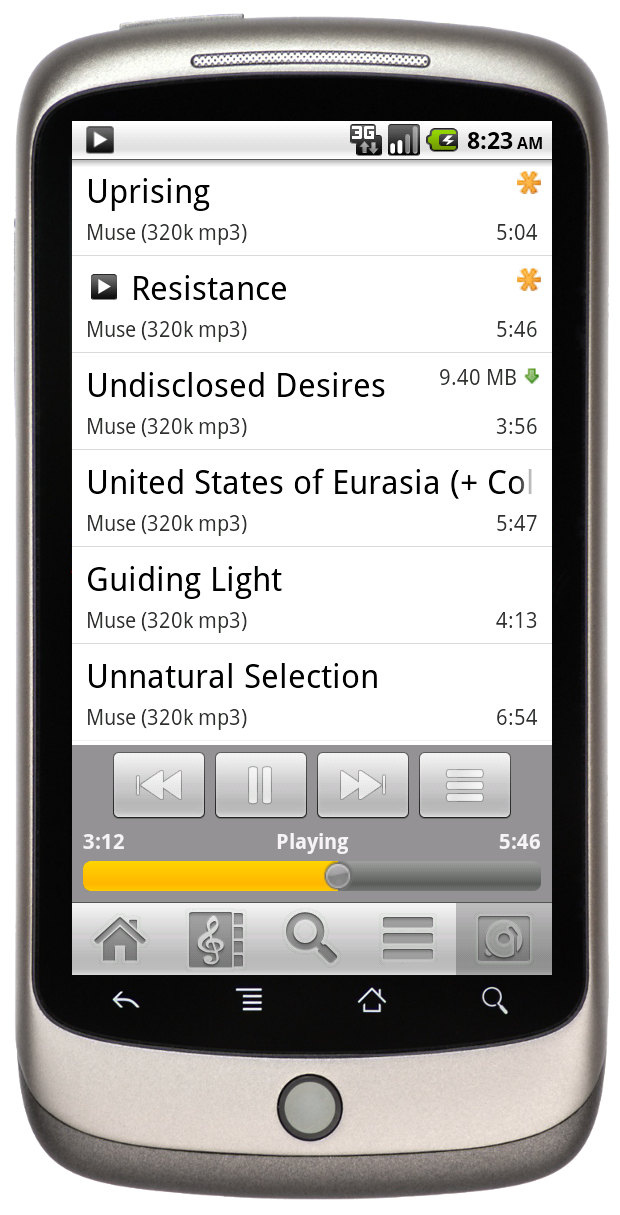 3G 8:23 AM
Uprising
Muse (320k mp3) 5:04
Resistance
Muse (320k mp3) 5:46
Undisclosed Desires 9.40 MB
Muse (320k mp3) 3:56
United States of Eurasia (+ Col
Muse (320k mp3) 5:47
Guiding Light
Muse (320k mp3) 4:13
Unnatural Selection
Muse (320k mp3) 6:54
3:12 Playing 5:46